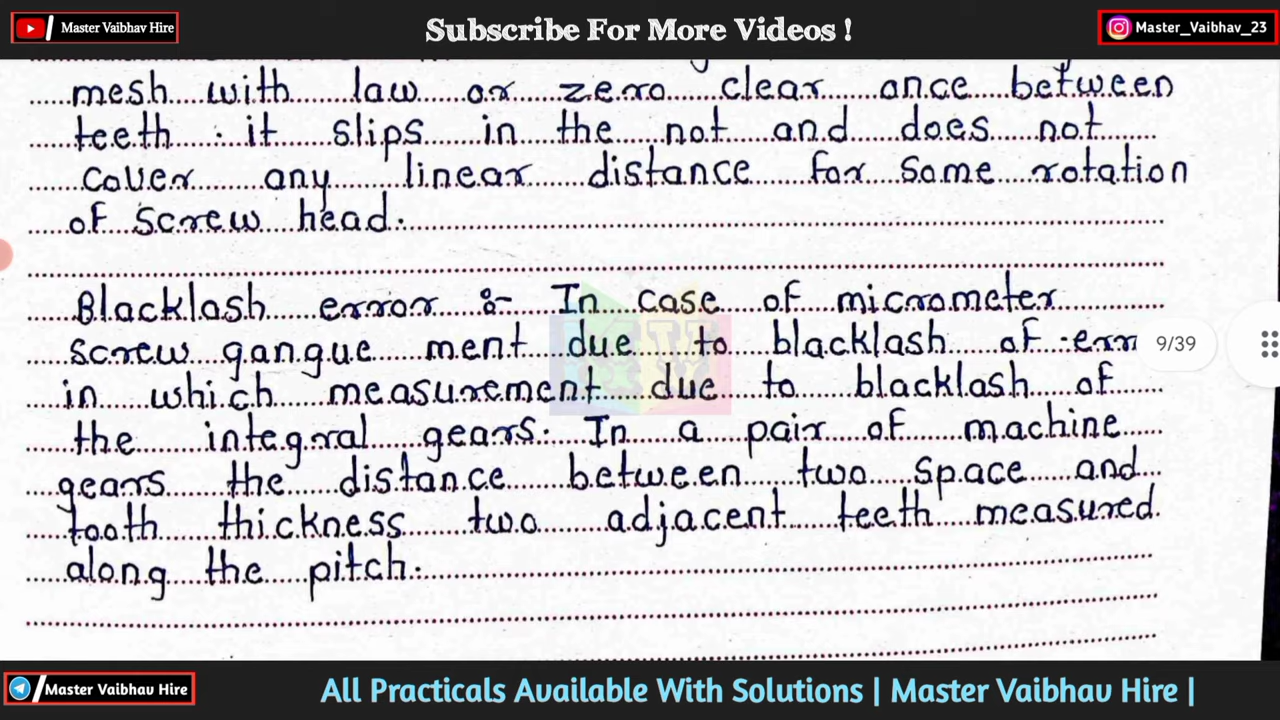 Master Vaibhav Hire
Subscribe For More Videos !
Master_Vaibhav_23
mesh with law or zero clear ance between
teeth . it slips in the not and does not
cover any linear distance for some rotation
of screw head.
Blacklash error :- In case of micrometer
screw gangue ment due to blacklash of err
9/39
in which measurement due to blacklash of
the integral gears. In a pair of machine
gears the distance between two space and
tooth thickness two adjacent teeth measured
along the pitch.
Master Vaibhav Hire
All Practicals Available With Solutions | Master Vaibhav Hire |